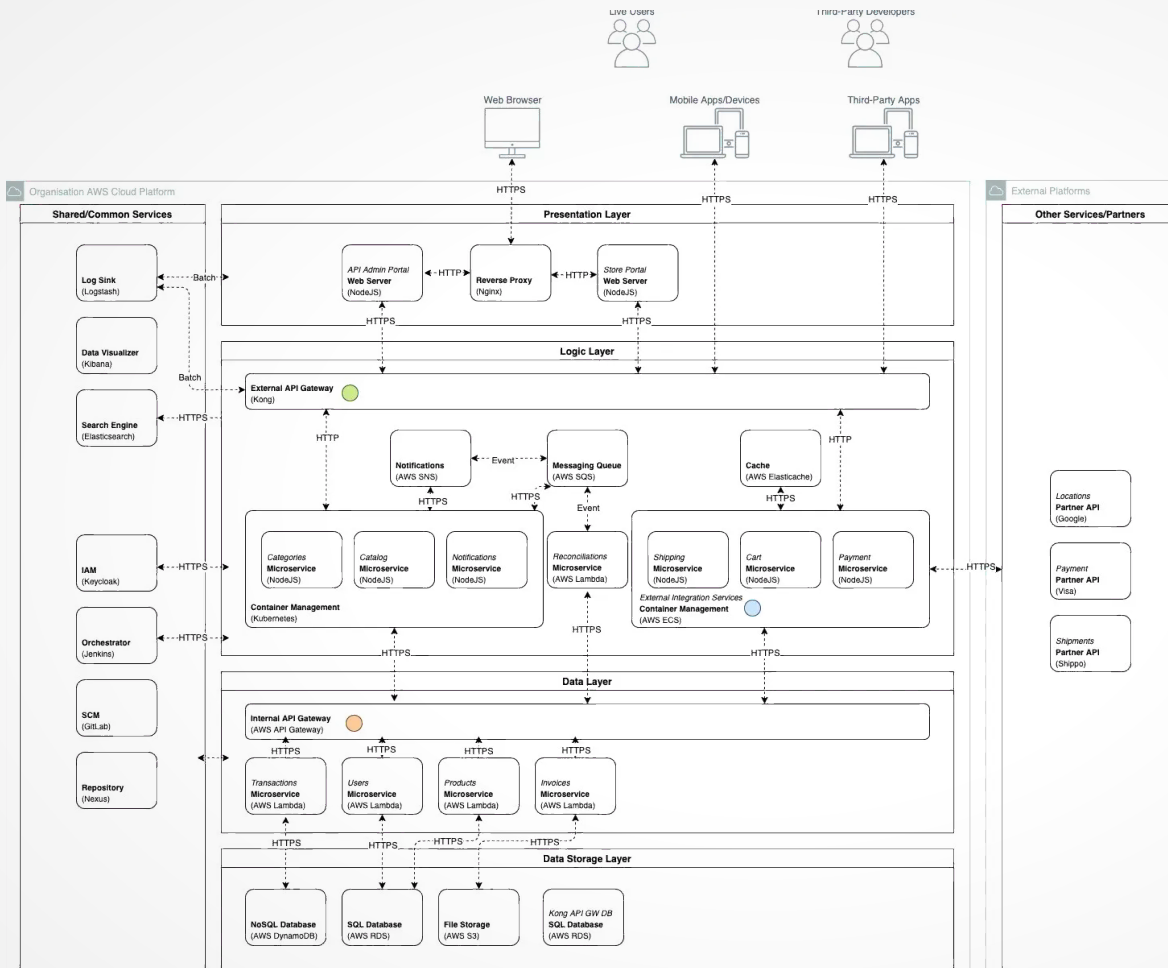 Live Users
Third-Party Developers
Web Browser
Mobile Apps/Devices
Third-Party Apps
HTTPS
HTTPS
HTTPS
Organisation AWS Cloud Platform
External Platforms
Shared/Common Services
Presentation Layer
Other Services/Partners
Log Sink
(Logstash)
Batch
API Admin Portal
Web Server
(NodeJS)
HTTP
Reverse Proxy
(Nginx)
HTTP
Store Portal
Web Server
(NodeJS)
HTTPS
HTTPS
Data Visualizer
(Kibana)
Batch
Search Engine
(Elasticsearch)
HTTPS
Logic Layer
External API Gateway
(Kong)
HTTP
HTTP
Notifications
(AWS SNS)
Event
Messaging Queue
(AWS SQS)
Cache
(AWS Elasticache)
HTTPS
HTTPS
Event
HTTPS
Categories
Microservice
(NodeJS)
Catalog
Microservice
(NodeJS)
Notifications
Microservice
(NodeJS)
Container Management
(Kubernetes)
Reconciliations
Microservice
(AWS Lambda)
Shipping
Microservice
(NodeJS)
Cart
Microservice
(NodeJS)
Payment
Microservice
(NodeJS)
External Integration Services
Container Management
(AWS ECS)
HTTPS
Locations
Partner API
(Google)
Payment
Partner API
(Visa)
Shipments
Partner API
(Shippo)
IAM
(Keycloak)
HTTPS
Orchestrator
(Jenkins)
HTTPS
SCM
(GitLab)
Repository
(Nexus)
HTTPS
HTTPS
HTTPS
Data Layer
Internal API Gateway
(AWS API Gateway)
HTTPS
HTTPS
HTTPS
HTTPS
Transactions
Microservice
(AWS Lambda)
Users
Microservice
(AWS Lambda)
Products
Microservice
(AWS Lambda)
Invoices
Microservice
(AWS Lambda)
HTTPS
HTTPS
HTTPS
HTTPS
Data Storage Layer
NoSQL Database
(AWS DynamoDB)
SQL Database
(AWS RDS)
File Storage
(AWS S3)
Kong API GW DB
SQL Database
(AWS RDS)